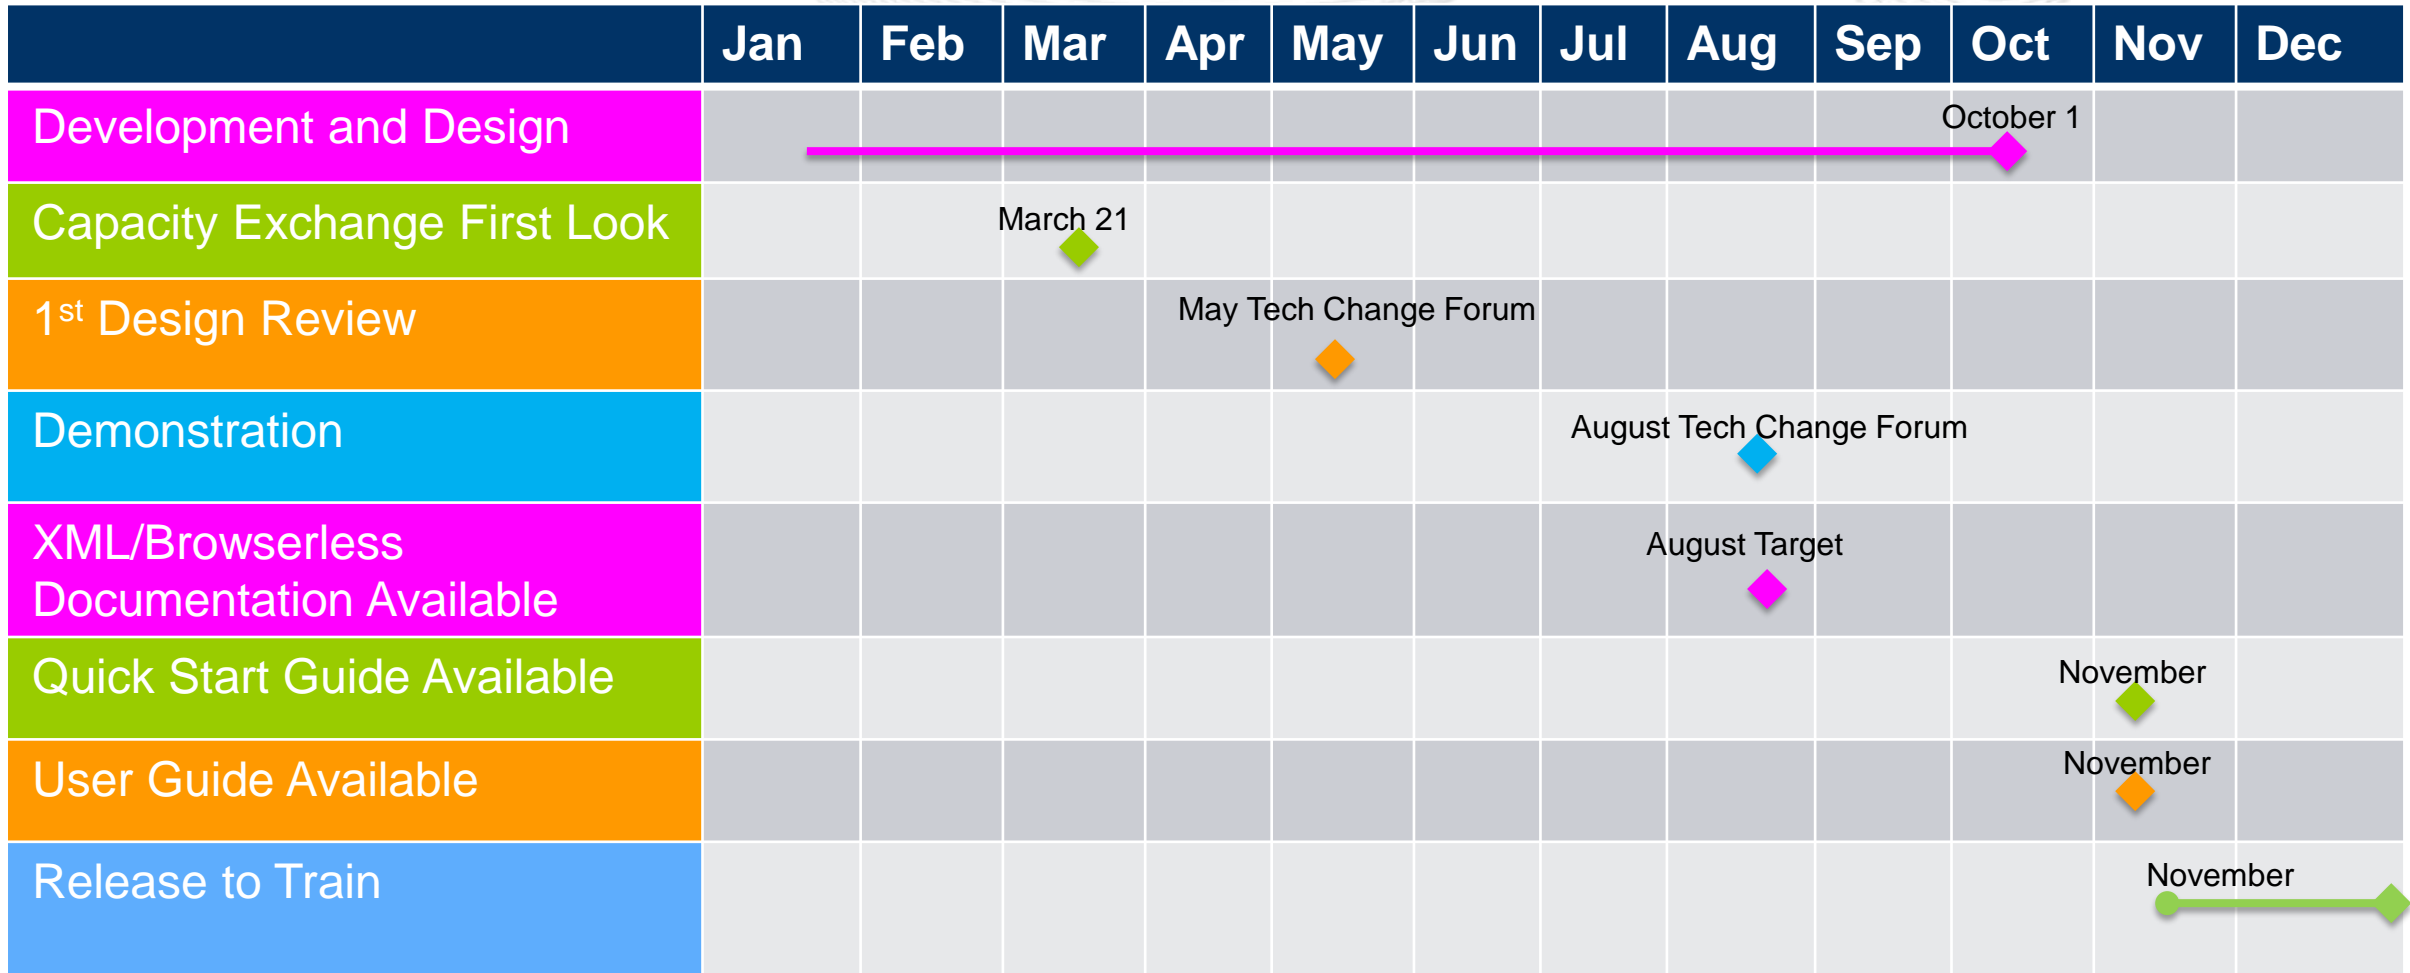 Jan Feb Mar Apr May Jun Jul Aug Sep Oct Nov Dec
Development and Design
October 1
Capacity Exchange First Look
March 21
1st Design Review
May Tech Change Forum
Demonstration
August Tech Change Forum
XML/Browserless
Documentation Available
August Target
Quick Start Guide Available
November
User Guide Available
November
Release to Train
November